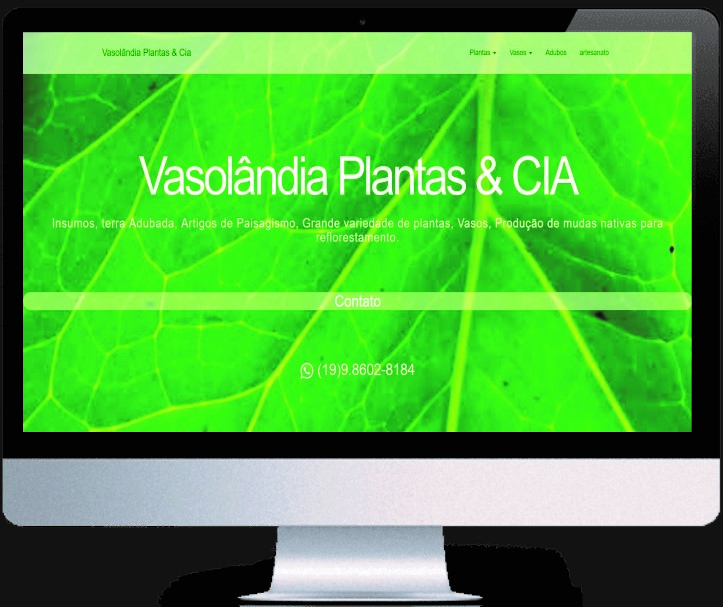 Vasolândia Plantas & Cia
Plantas Vasos Adubos artesanato
Vasolândia Plantas & CIA
Insumos, terra Adubada, Artigos de Paisagismo, Grande variedade de plantas, Vasos, Produção de mudas nativas para
reflorestamento.
Contato
(19)9.8602-8184